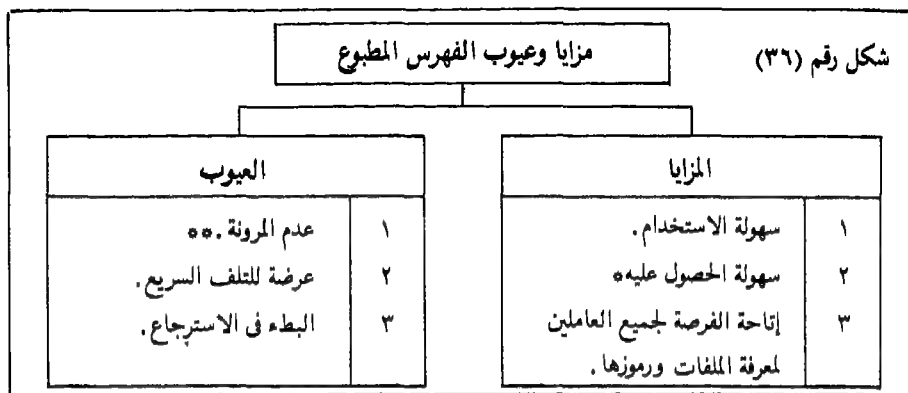 شكل رقم (٣٦)
مزايا وعيوب الفهرس المطبوع
المزايا
١ سهولة الاستخدام.
٢ سهولة الحصول عليه*
٣ إتاحة الفرصة لجميع العاملين
لمعرفة الملفات ورموزها.
العيوب
١ عدم المرونة.**
٢ عرضة للتلف السريع.
٣ البطء فى الاسترجاع.